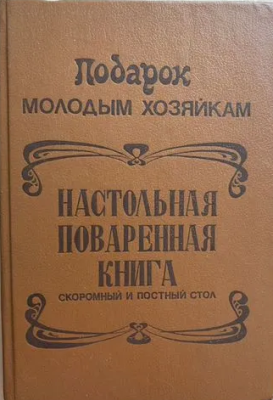 Подарок
МОЛОДЫМ ХОЗЯЙКАМ
НАСТОЛЬНАЯ
ПОВАРЕННАЯ
КНИГА
СКОРОМНЫЙ И ПОСТНЫЙ СТОЛ